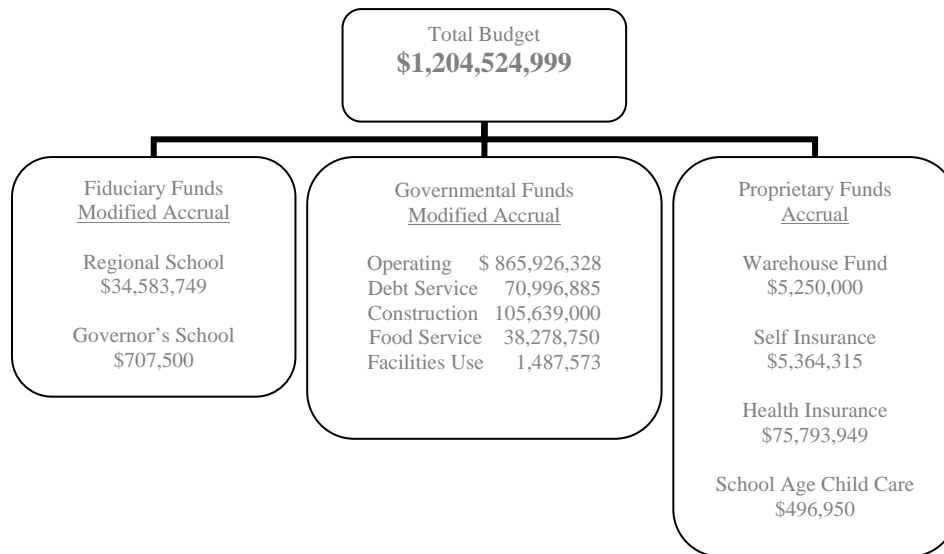 Total Budget
$1,204,524,999
Fiduciary Funds
Modified Accrual
Regional School
$34,583,749
Governor’s School
$707,500
Governmental Funds
Modified Accrual
Operating $ 865,926,328
Debt Service 70,996,885
Construction 105,639,000
Food Service 38,278,750
Facilities Use 1,487,573
Proprietary Funds
Accrual
Warehouse Fund
$5,250,000
Self Insurance
$5,364,315
Health Insurance
$75,793,949
School Age Child Care
$496,950